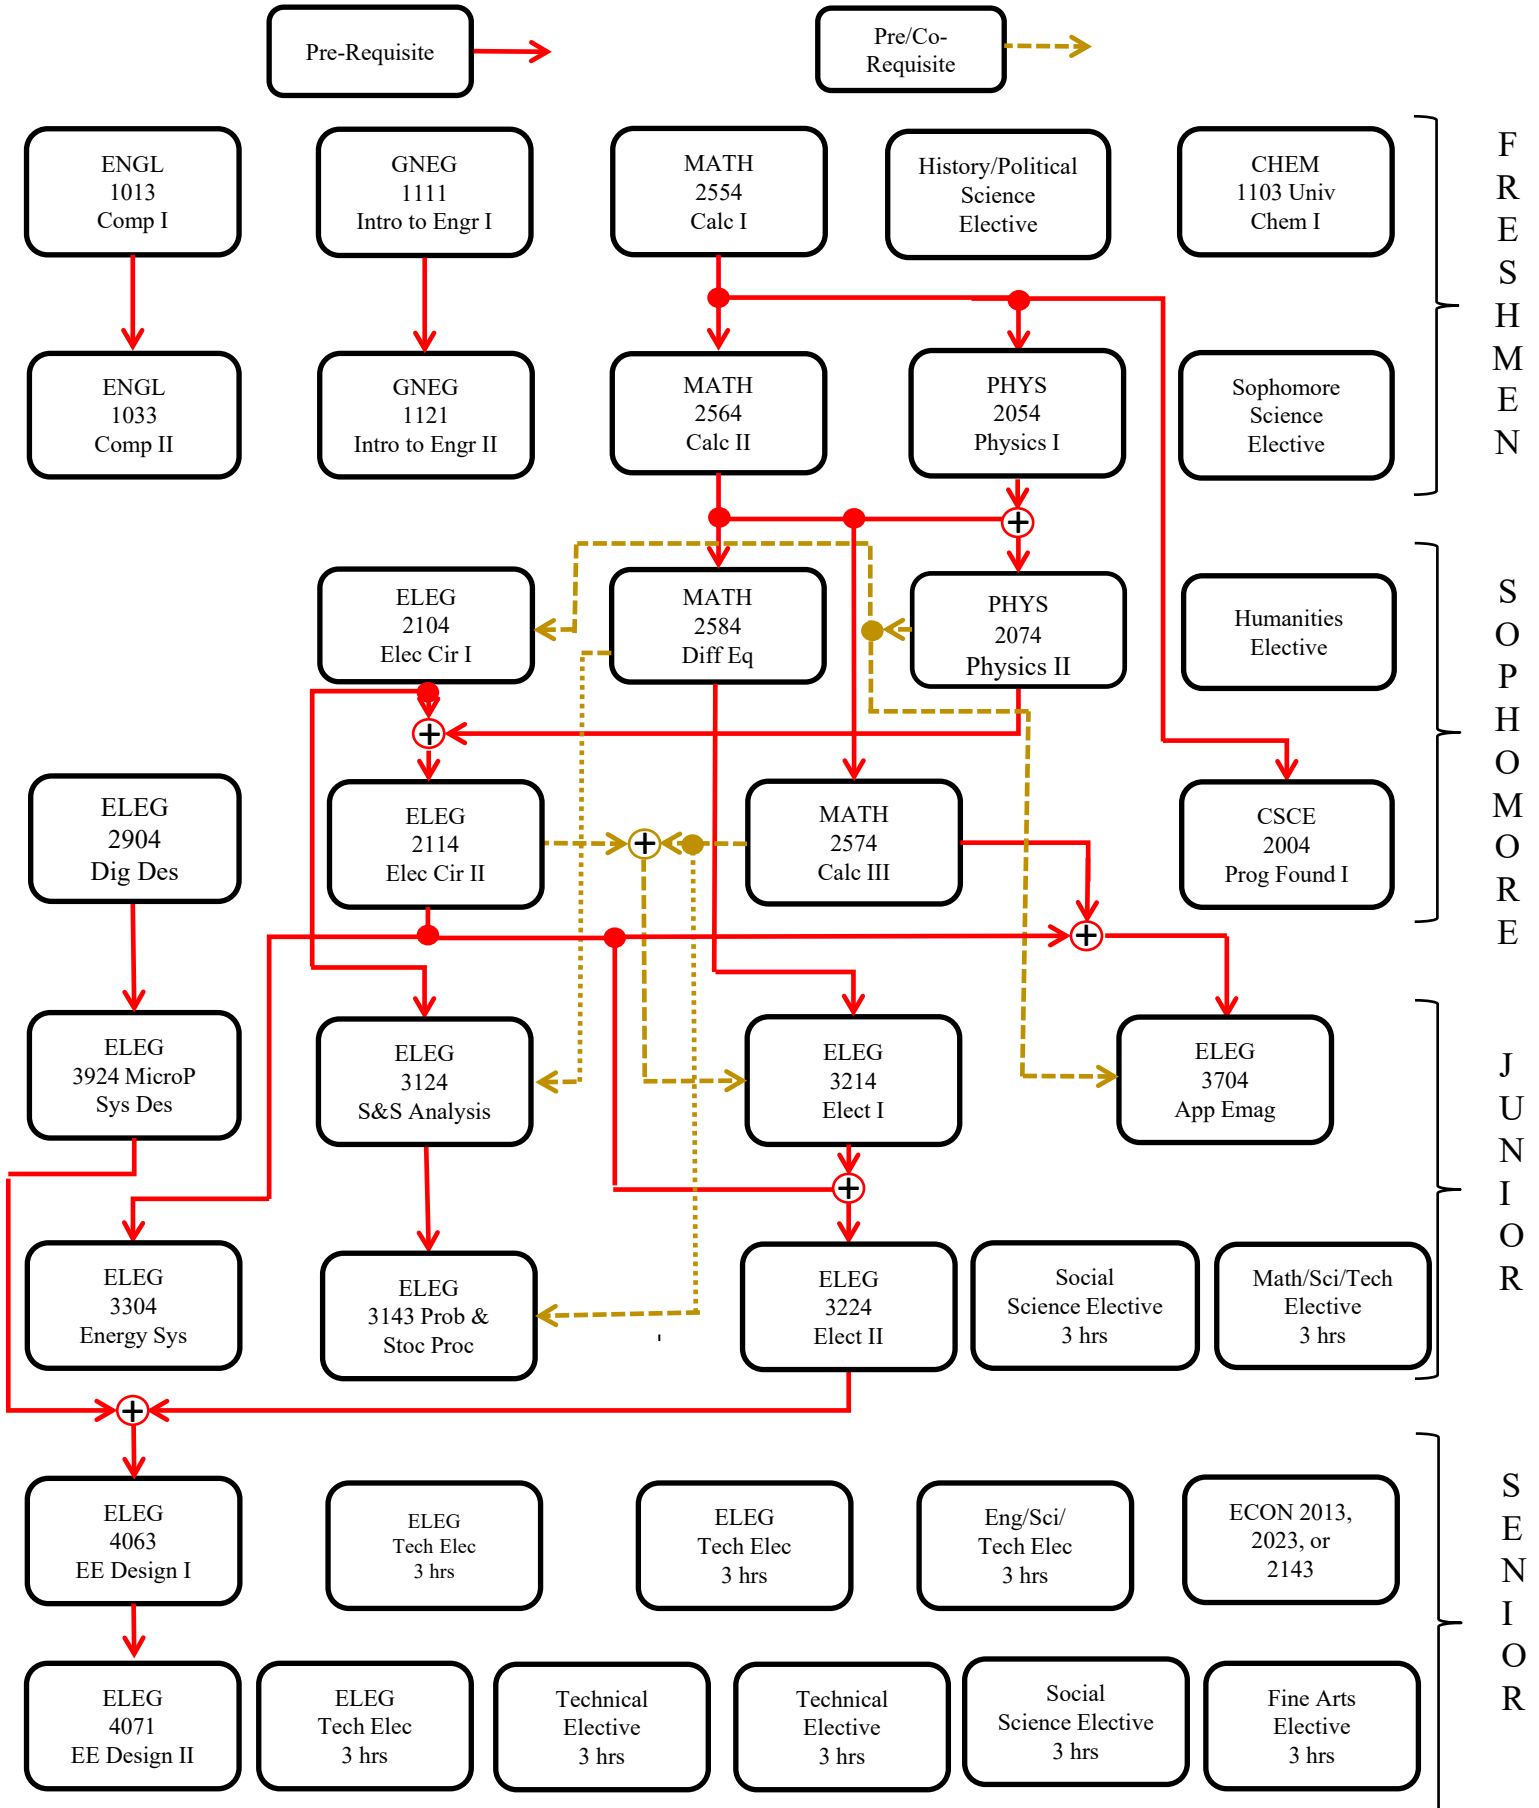 Pre-Requisite
Pre/Co-
Requisite
ENGL
1013
Comp I
GNEG
1111
Intro to Engr I
MATH
2554
Calc I
History/Political
Science
Elective
CHEM
1103 Univ
Chem I
ENGL
1033
Comp II
GNEG
1121
Intro to Engr II
MATH
2564
Calc II
PHYS
2054
Physics I
Sophomore
Science
Elective
F
R
E
S
H
M
E
N
ELEG
2104
Elec Cir I
MATH
2584
Diff Eq
PHYS
2074
Physics II
Humanities
Elective
ELEG
2904
Dig Des
ELEG
2114
Elec Cir II
+
+
+
MATH
2574
Calc III
CSCE
2004
Prog Found I
+
S
O
P
H
O
M
O
R
E
ELEG
3924 MicroP
Sys Des
ELEG
3124
S&S Analysis
ELEG
3214
Elect I
ELEG
3704
App Emag
+
ELEG
3304
Energy Sys
ELEG
3143 Prob &
Stoc Proc
ELEG
3224
Elect II
Social
Science Elective
3 hrs
Math/Sci/Tech
Elective
3 hrs
J
U
N
I
O
R
+
ELEG
4063
EE Design I
ELEG
Tech Elec
3 hrs
ELEG
Tech Elec
3 hrs
Eng/Sci/
Tech Elec
3 hrs
ECON 2013,
2023, or
2143
ELEG
4071
EE Design II
ELEG
Tech Elec
3 hrs
Technical
Elective
3 hrs
Technical
Elective
3 hrs
Social
Science Elective
3 hrs
Fine Arts
Elective
3 hrs
S
E
N
I
O
R